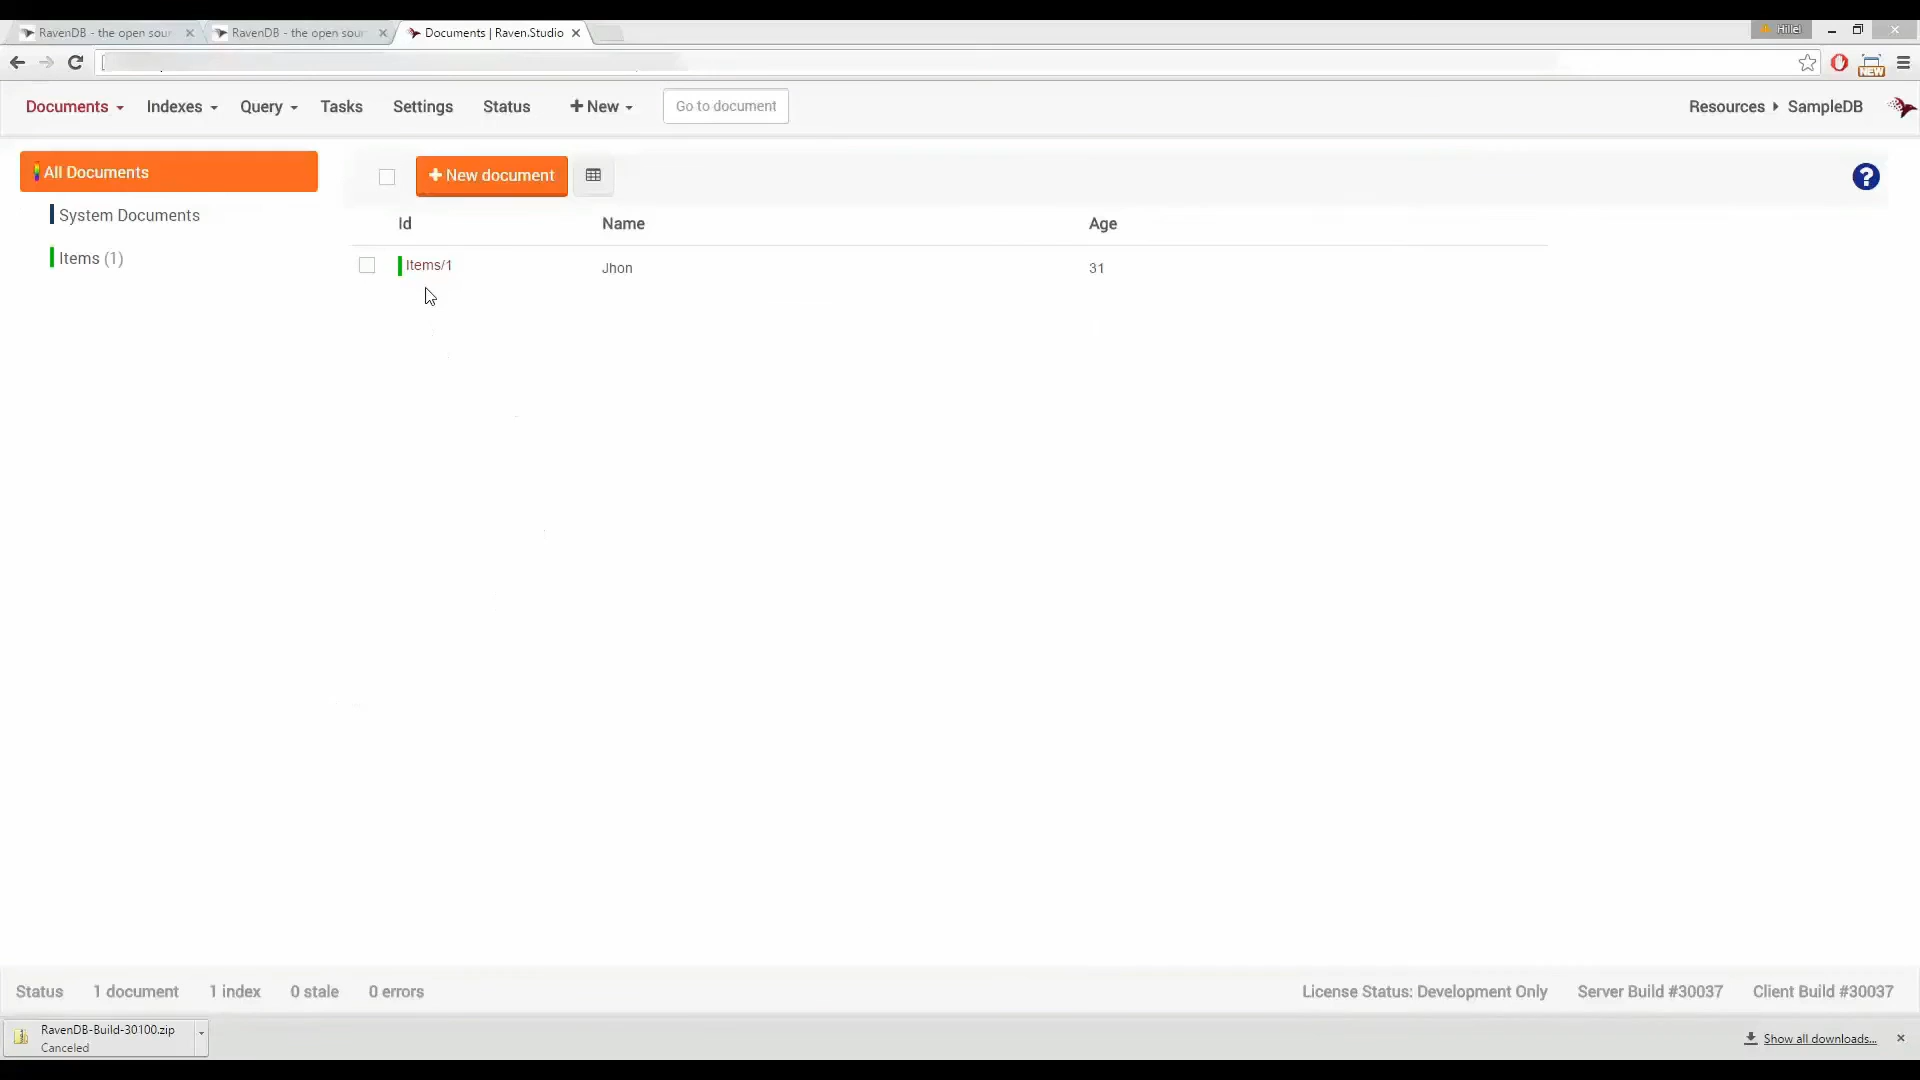 RavenDB - the open sour
RavenDB - the open sour
Documents | Raven.Studio
Hillel
Documents Indexes Query Tasks Settings Status + New Go to document Resources SampleDB
All Documents
+ New document
?
System Documents
Items (1)
Id Name Age
Items/1 Jhon 31
Status 1 document 1 index 0 stale 0 errors License Status: Development Only Server Build #30037 Client Build #30037
RavenDB-Build-30100.zip
Canceled
Show all downloads...
NEW